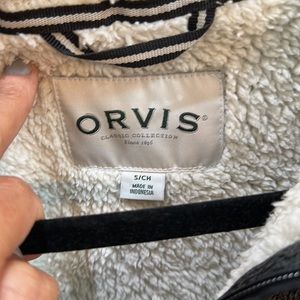 ORVIS®
CLASSIC COLLECTION
Since 1856
S/CH
MADE IN
INDONESIA